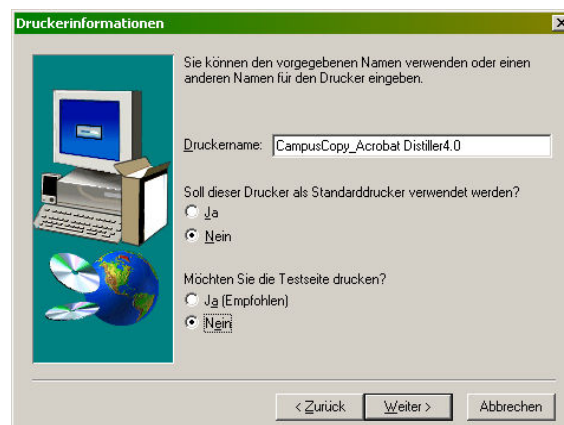 Druckerinformationen
Sie können den vorgegebenen Namen verwenden oder einen
anderen Namen für den Drucker eingeben.
Druckername: CampusCopy_Acrobat Distiller4.0
Soll dieser Drucker als Standarddrucker verwendet werden?
Ja
Nein
Möchten Sie die Testseite drucken?
Ja (Empfohlen)
Nein
< Zurück Weiter > Abbrechen